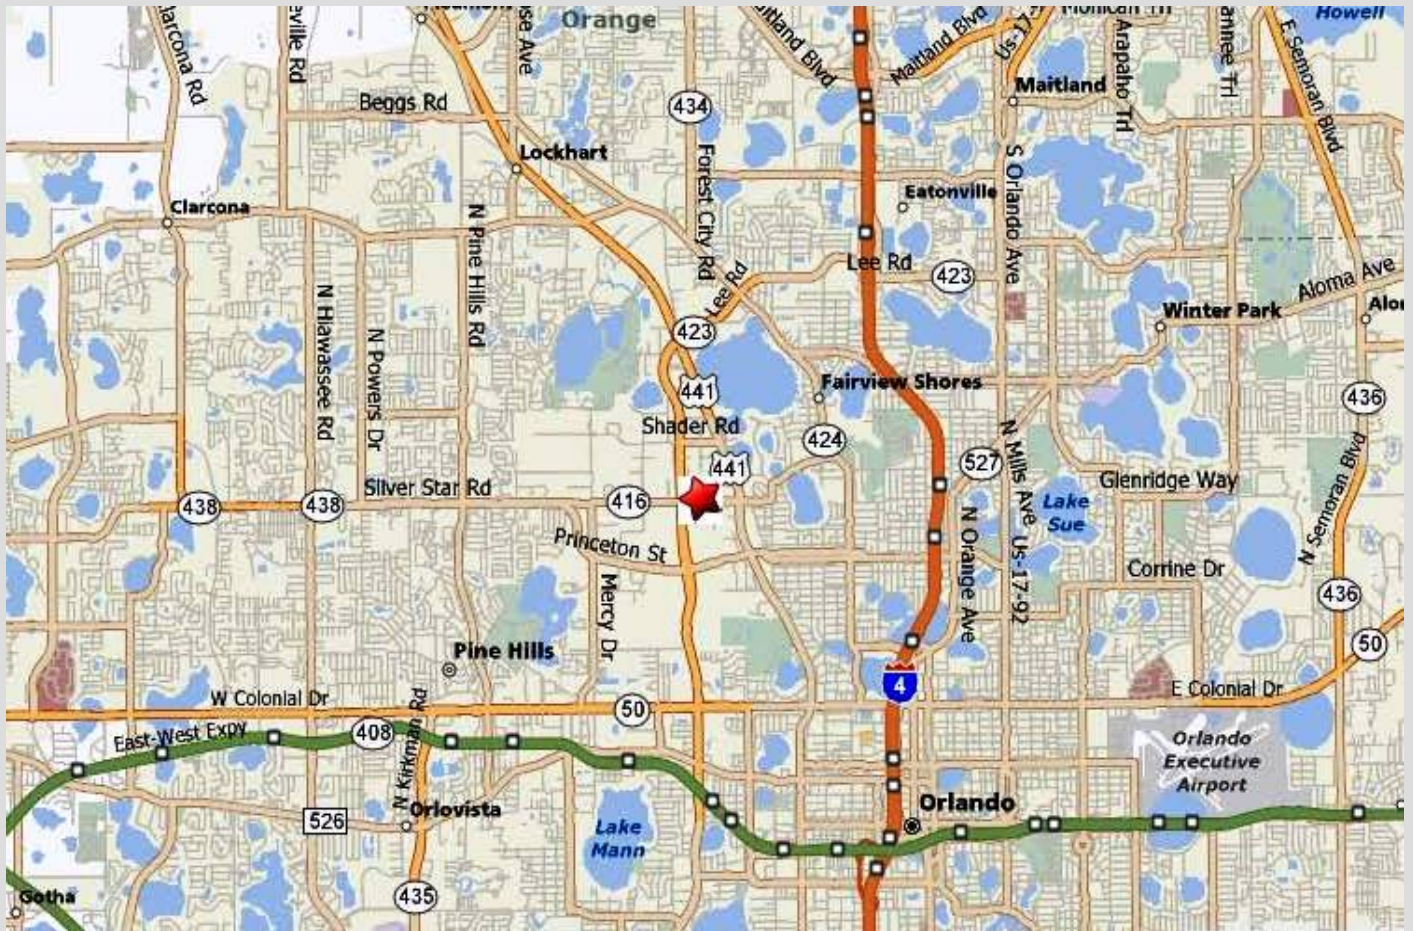 Orange
Howell
Clarcona Rd
Beggs Rd
434
Maitland Blvd
Maitland Blvd
Us-17-
Maitland
Arapaho Trl
E Semoran Blvd
Lockhart
Forest City Rd
S Orlando Ave
Eatonville
Clarcona
N Pine Hills Rd
Lee Rd
423
Lee Rd
Aloma Ave
N Hiawassee Rd
N Powers Dr
423
Winter Park
441
Fairview Shores
436
Shader Rd
424
441
527
N Mills Ave
Us-17-92
Glenridge Way
N Semoran Blvd
Silver Star Rd
438
438
416
Lake
Sue
Princeton St
N Orange Ave
Corrine Dr
Mercy Dr
436
50
Pine Hills
4
W Colonial Dr
50
E Colonial Dr
East-West Expy
408
N Kirkman Rd
Orlando
Executive
Airport
526
Orlovista
Lake
Mann
Orlando
435
Gotha